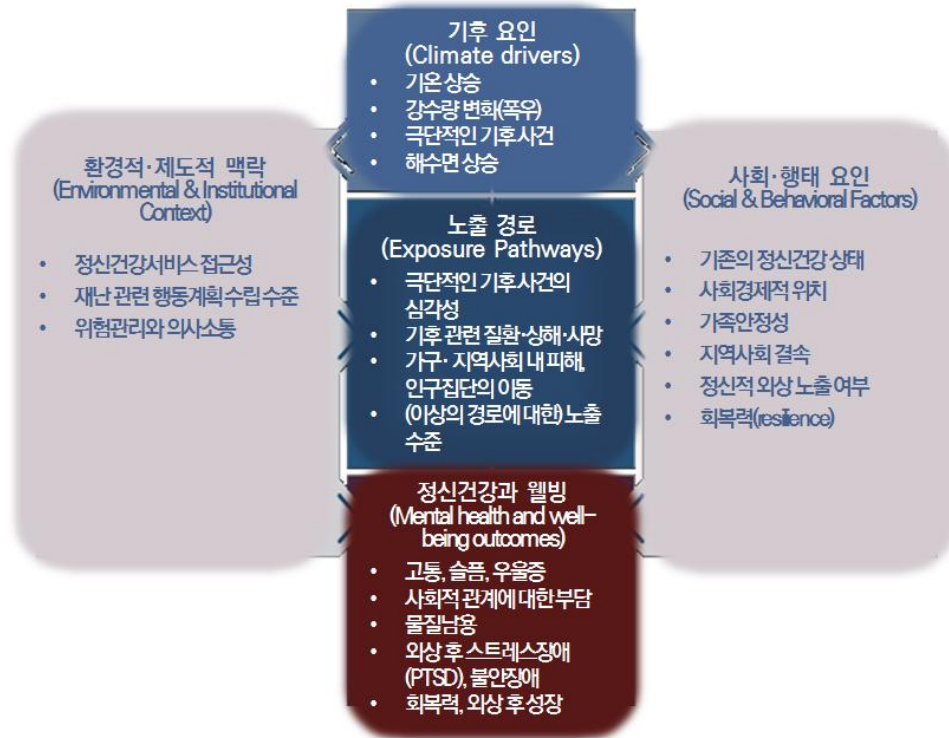 기후 요인
(Climate drivers)
• 기온 상승
• 강수량 변화(폭우)
• 극단적인 기후 사건
• 해수면 상승
환경적·제도적 맥락
(Environmental & Institutional
Context)
• 정신건강서비스 접근성
• 재난 관련 행동계획 수립 수준
• 위험관리와 의사소통
노출 경로
(Exposure Pathways)
• 극단적인 기후 사건의
심각성
• 기후 관련 질환·상해·사망
• 가구·지역사회 내 피해,
인구집단의 이동
• (이상의 경로에 대한) 노출
수준
사회·행태 요인
(Social & Behavioral Factors)
• 기존의 정신건강 상태
• 사회경제적 위치
• 가족안정성
• 지역사회 결속
• 정신적 외상 노출 여부
• 회복력(resilience)
정신건강과 웰빙
(Mental health and well-
being outcomes)
• 고통, 슬픔, 우울증
• 사회적 관계에 대한 부담
• 물질남용
• 외상 후 스트레스장애
(PTSD), 불안장애
• 회복력, 외상 후 성장